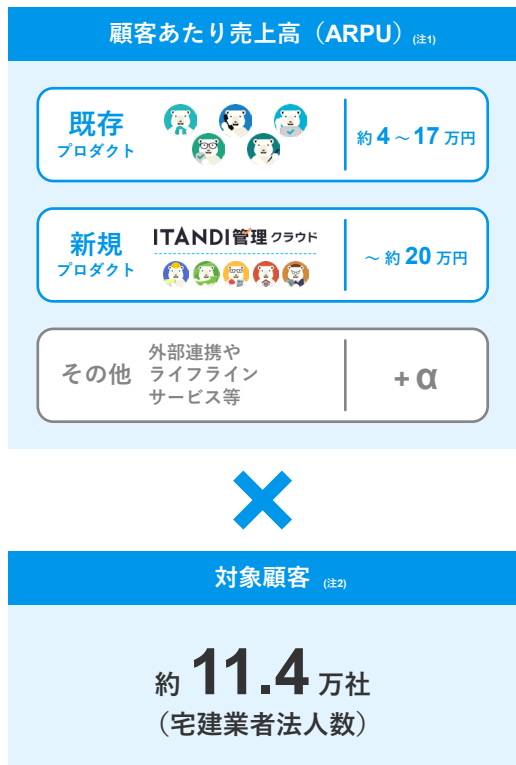 顧客あたり売上高（ARPU）(注1)
既存
プロダクト
約 4 ～ 17 万円
新規
プロダクト
ITANDI管理 クラウド
～ 約 20 万円
その他
外部連携や
ライフライン
サービス等
+ α
×
対象顧客 (注2)
約 11.4 万社
（宅建業者法人数）